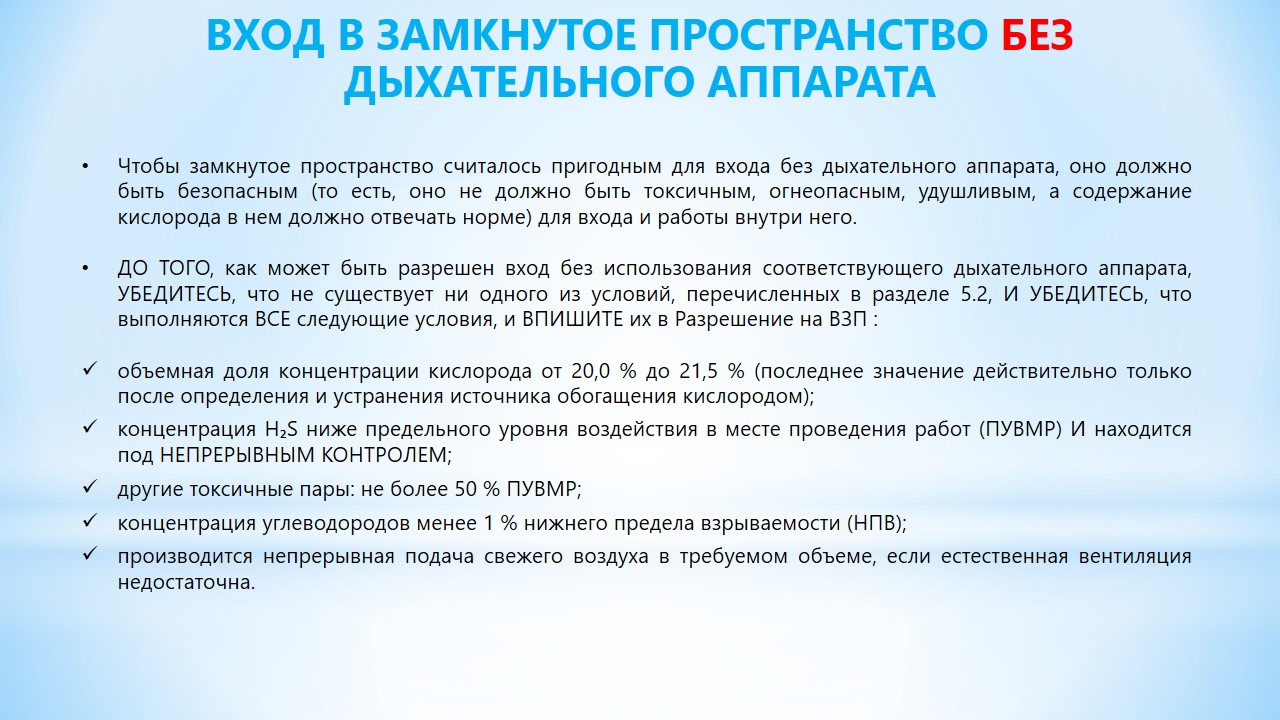 ВХОД В ЗАМКНУТОЕ ПРОСТРАНСТВО БЕЗ
ДЫХАТЕЛЬНОГО АППАРАТА
• Чтобы замкнутое пространство считалось пригодным для входа без дыхательного аппарата, оно должно
быть безопасным (то есть, оно не должно быть токсичным, огнеопасным, удушливым, а содержание
кислорода в нем должно отвечать норме) для входа и работы внутри него.
• ДО ТОГО, как может быть разрешен вход без использования соответствующего дыхательного аппарата,
УБЕДИТЕСЬ, что не существует ни одного из условий, перечисленных в разделе 5.2, И УБЕДИТЕСЬ, что
выполняются ВСЕ следующие условия, и ВПИШИТЕ их в Разрешение на ВЗП :
✓ объемная доля концентрации кислорода от 20,0 % до 21,5 % (последнее значение действительно только
после определения и устранения источника обогащения кислородом);
✓ концентрация H₂S ниже предельного уровня воздействия в месте проведения работ (ПУВМР) И находится
под НЕПРЕРЫВНЫМ КОНТРОЛЕМ;
✓ другие токсичные пары: не более 50 % ПУВМР;
✓ концентрация углеводородов менее 1 % нижнего предела взрываемости (НПВ);
✓ производится непрерывная подача свежего воздуха в требуемом объеме, если естественная вентиляция
недостаточна.